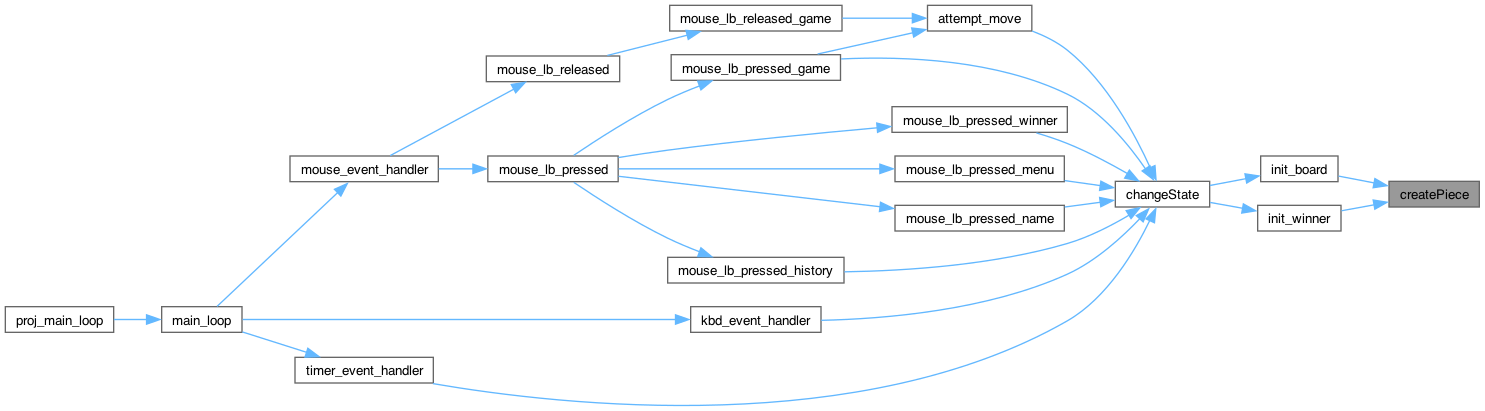 mouse_lb_released_game
attempt_move
mouse_lb_released
mouse_lb_pressed_game
mouse_lb_pressed_winner
mouse_event_handler
mouse_lb_pressed
mouse_lb_pressed_menu
init_board
changeState
createPiece
mouse_lb_pressed_name
init_winner
mouse_lb_pressed_history
proj_main_loop
main_loop
kbd_event_handler
timer_event_handler